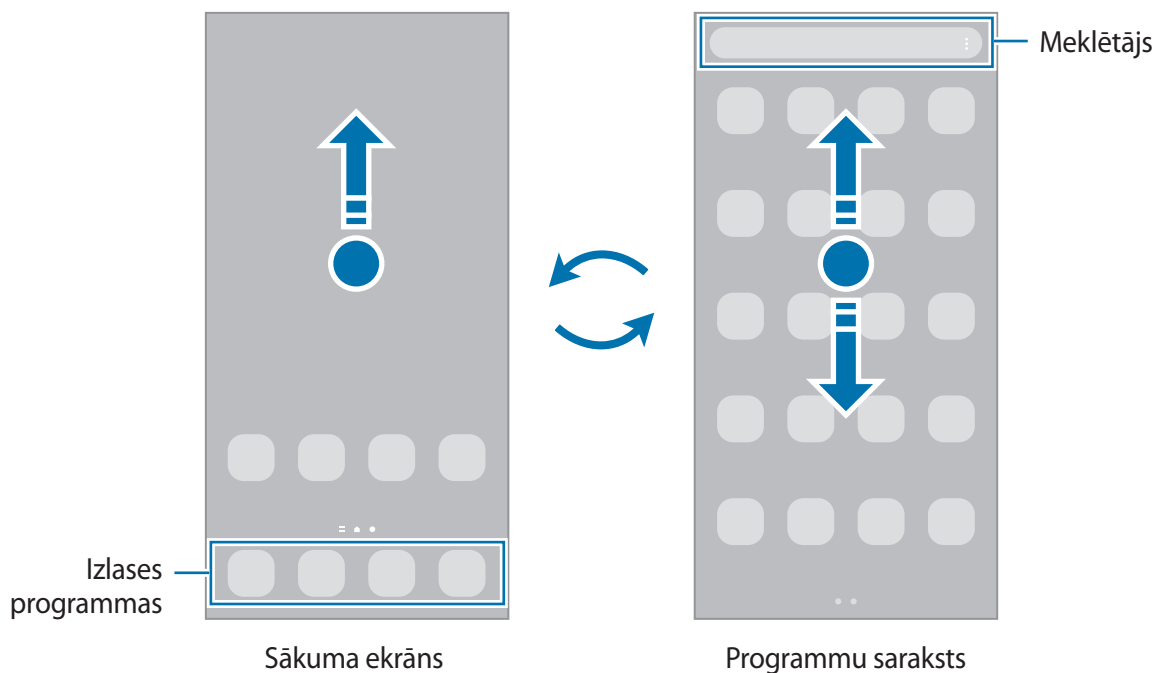 Meklētājs
Izlases
programmas
Sākuma ekrāns
Programmu saraksts